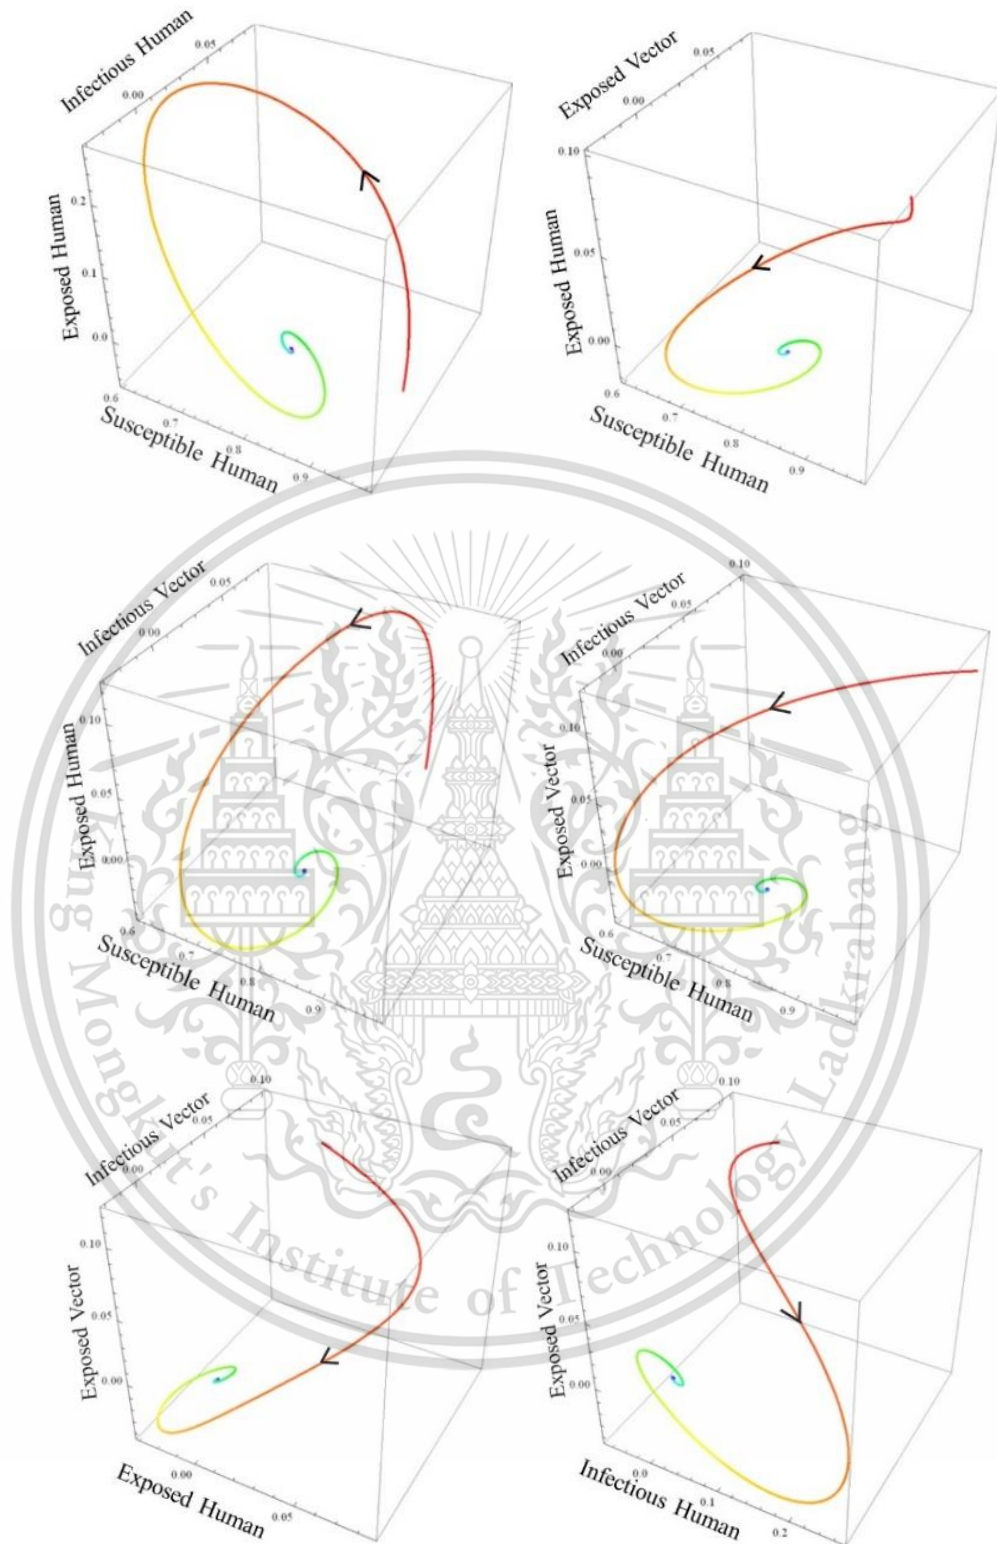 Infectious Human
0.05
0.00
Exposed Human
0.2
0.1
0.0
0.6
0.7
0.8
0.9
Susceptible Human
Exposed Vector
0.05
0.00
0.10
Exposed Human
0.05
0.00
0.6
0.7
0.8
0.9
Susceptible Human
Infectious Vector
0.05
0.00
Exposed Human
0.10
0.05
0.00
0.6
0.7
0.8
0.9
Susceptible Human
0.10
Infectious Vector
0.05
0.00
Exposed Vector
0.10
0.05
0.00
0.6
0.7
0.8
0.9
Susceptible Human
0.10
Infectious Vector
0.05
0.00
Exposed Vector
0.10
0.05
0.00
0.00
0.05
Exposed Human
0.10
Infectious Vector
0.05
0.00
Exposed Vector
0.10
0.05
0.00
0.0
0.1
0.2
Infectious Human
King Mongkut's Institute of Technology Ladkrabang